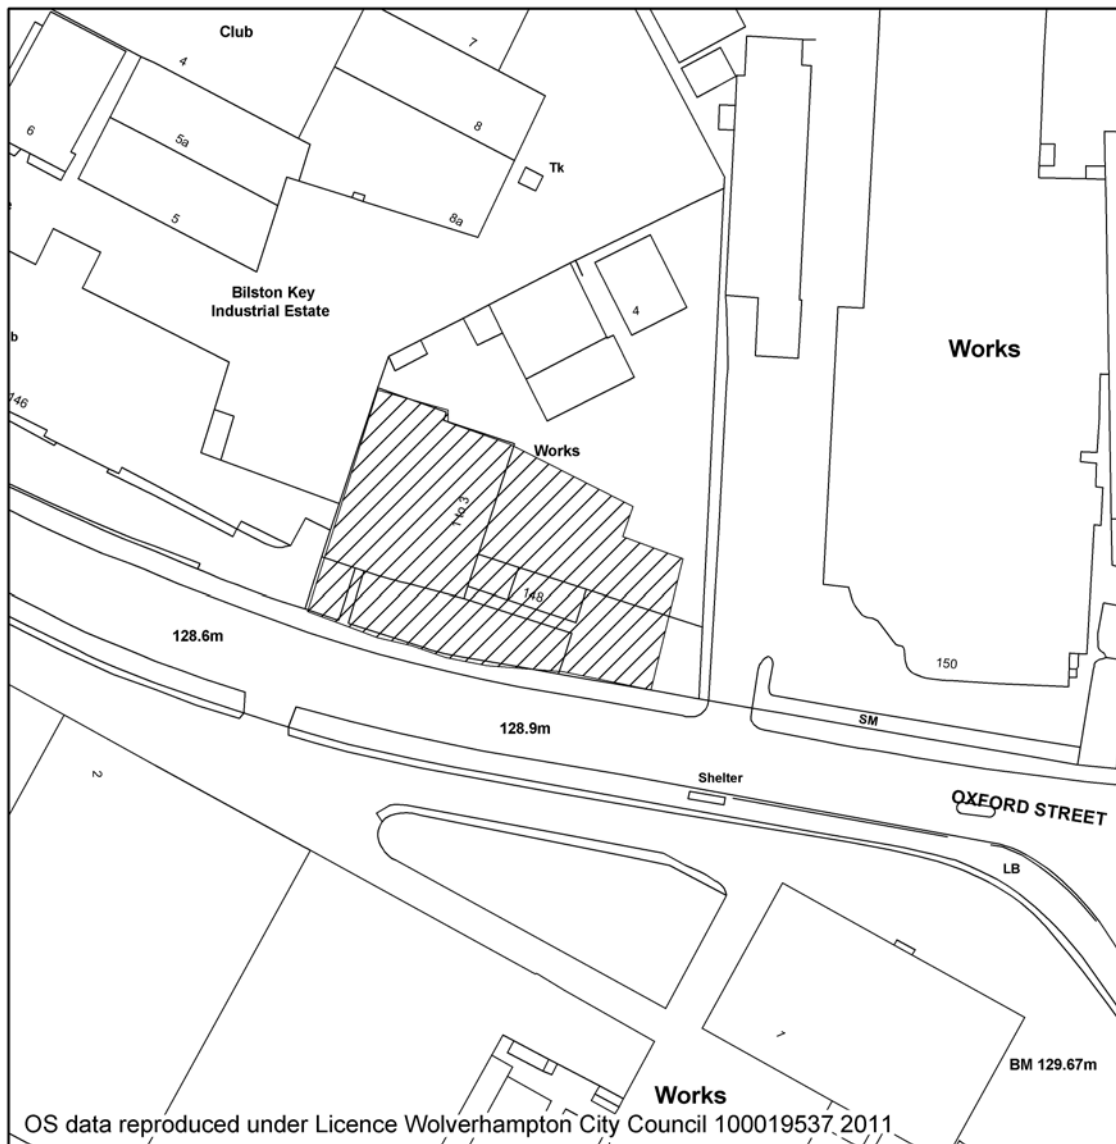 Club
7
4
8
6
5a
Tk
5
8a
Bilston Key
Industrial Estate
4
b
Works
146
Works
1 to 3
148
128.6m
150
SM
128.9m
2
Shelter
OXFORD STREET
LB
1
BM 129.67m
Works
OS data reproduced under Licence Wolverhampton City Council 100019537 2011